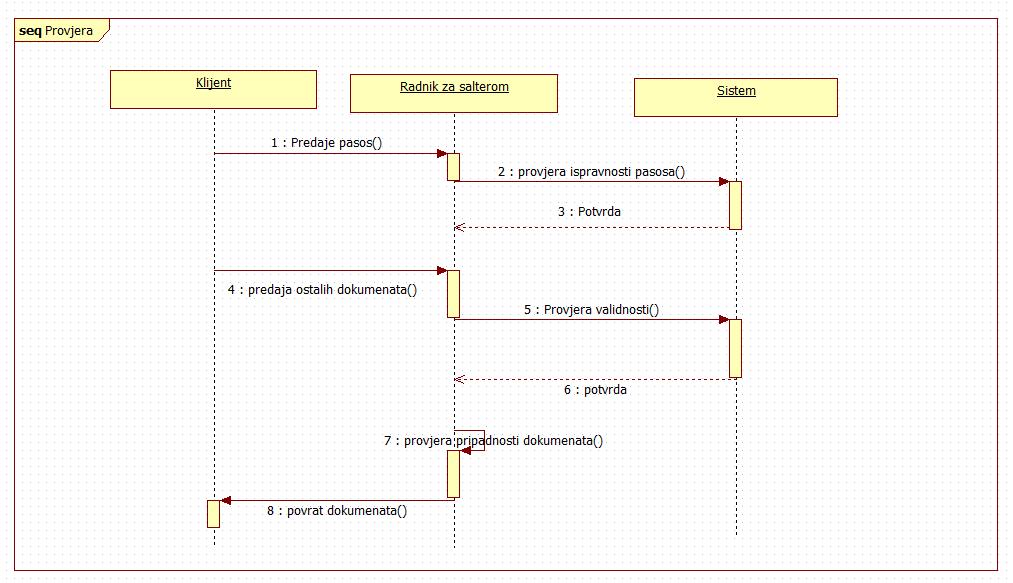 seq Provjera
Klijent
Radnik za salterom
Sistem
1 : Predaje pasos()
2 : provjera ispravnosti pasosa()
3 : Potvrda
4 : predaja ostalih dokumenata()
5 : Provjera validnosti()
6 : potvrda
7 : provjera pripadnosti dokumenata()
8 : povrat dokumenata()